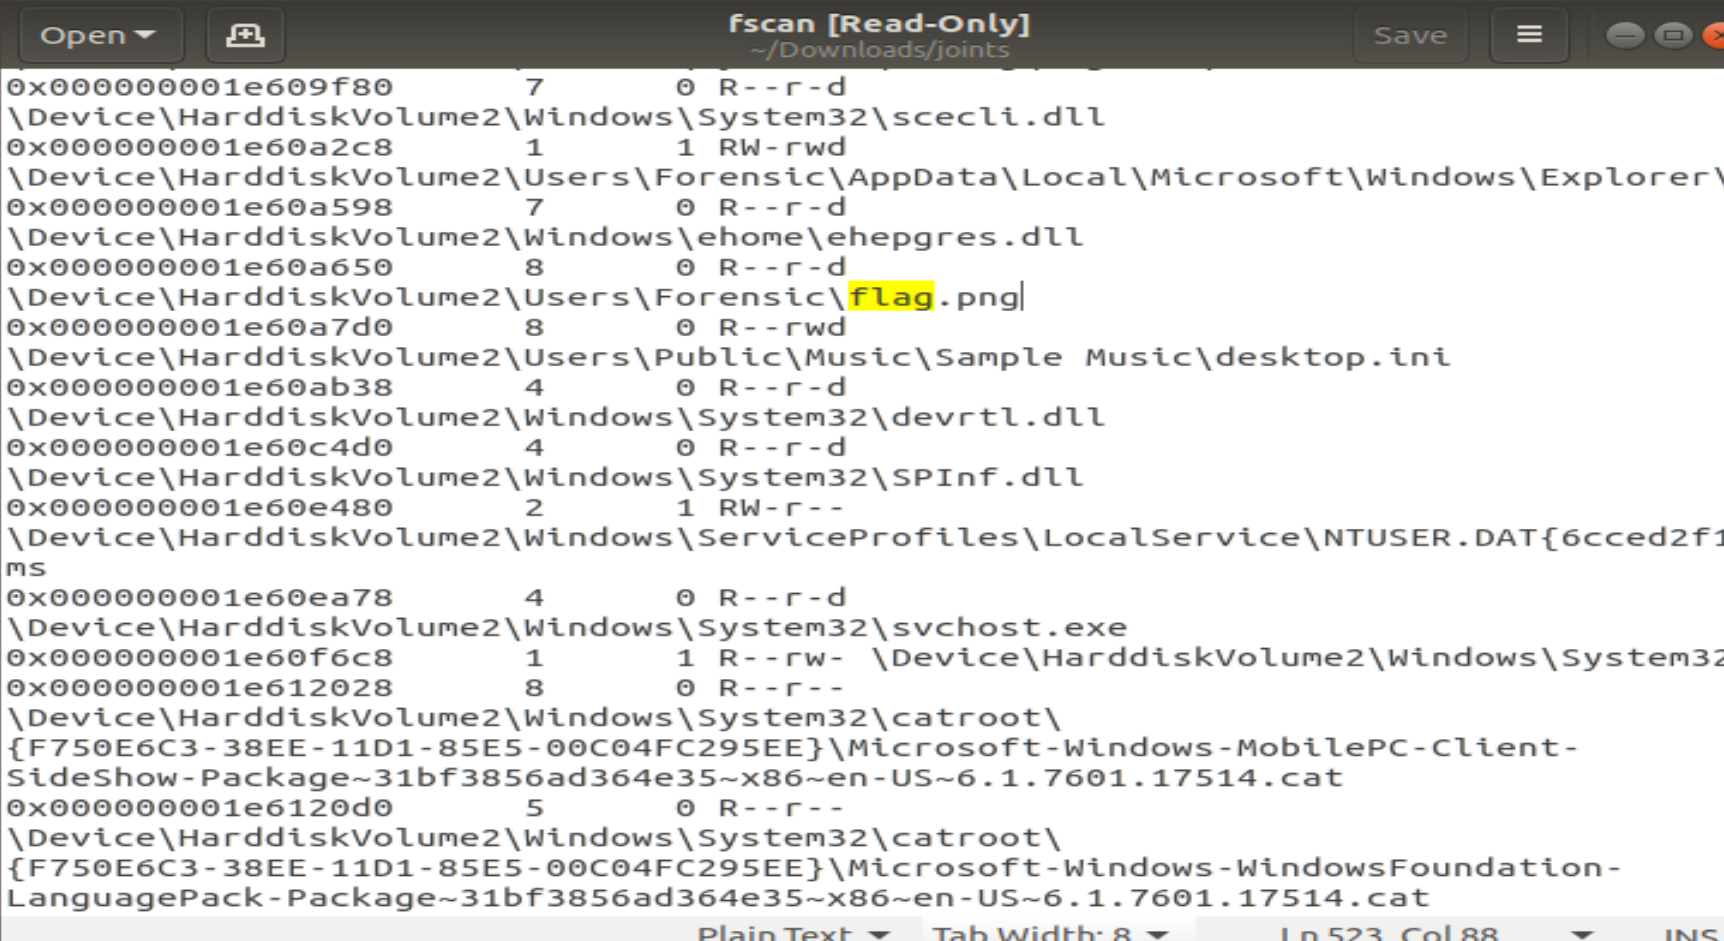 Open
fscan [Read-Only]
~/Downloads/joints
Save
0x000000001e609f80 7 0 R--r-d
\Device\HarddiskVolume2\Windows\System32\scecli.dll
0x000000001e60a2c8 1 1 RW-rwd
\Device\HarddiskVolume2\Users\Forensic\AppData\Local\Microsoft\Windows\Explorer\
0x000000001e60a598 7 0 R--r-d
\Device\HarddiskVolume2\Windows\ehome\ehepgres.dll
0x000000001e60a650 8 0 R--r-d
\Device\HarddiskVolume2\Users\Forensic\flag.png
0x000000001e60a7d0 8 0 R--rwd
\Device\HarddiskVolume2\Users\Public\Music\Sample Music\desktop.ini
0x000000001e60ab38 4 0 R--r-d
\Device\HarddiskVolume2\Windows\System32\devrtl.dll
0x000000001e60c4d0 4 0 R--r-d
\Device\HarddiskVolume2\Windows\System32\SPInf.dll
0x000000001e60e480 2 1 RW-r--
\Device\HarddiskVolume2\Windows\ServiceProfiles\LocalService\NTUSER.DAT{6cced2f1
ms
0x000000001e60ea78 4 0 R--r-d
\Device\HarddiskVolume2\Windows\System32\svchost.exe
0x000000001e60f6c8 1 1 R--rw- \Device\HarddiskVolume2\Windows\System32
0x000000001e612028 8 0 R--r--
\Device\HarddiskVolume2\Windows\System32\catroot\
{F750E6C3-38EE-11D1-85E5-00C04FC295EE}\Microsoft-Windows-MobilePC-Client-
SideShow-Package~31bf3856ad364e35~x86~en-US~6.1.7601.17514.cat
0x000000001e6120d0 5 0 R--r--
\Device\HarddiskVolume2\Windows\System32\catroot\
{F750E6C3-38EE-11D1-85E5-00C04FC295EE}\Microsoft-Windows-WindowsFoundation-
LanguagePack-Package~31bf3856ad364e35~x86~en-US~6.1.7601.17514.cat
Plain Text Tab Width: 8 Ln 523, Col 88 INS